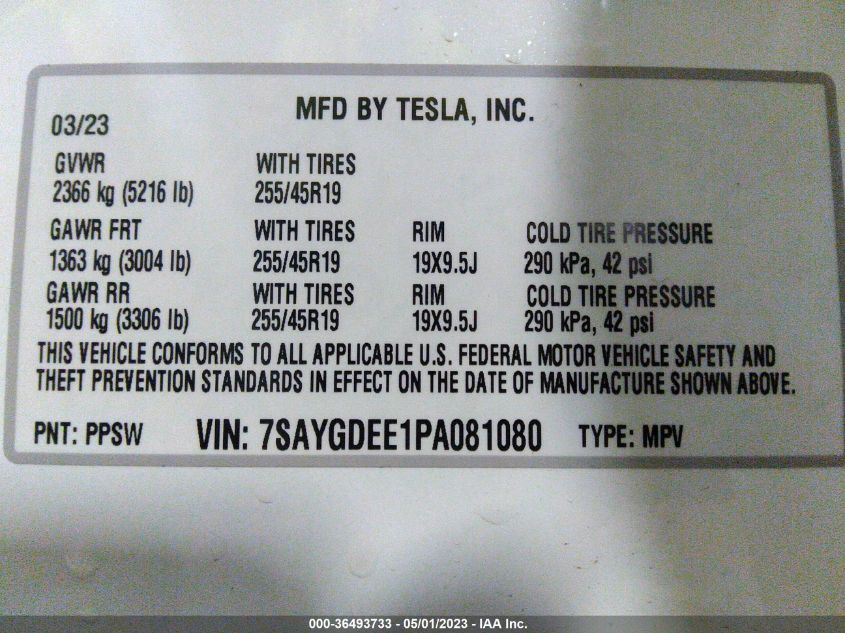 MFD BY TESLA, INC.
03/23
GVWR WITH TIRES
2366 kg (5216 lb) 255/45R19
GAWR FRT WITH TIRES RIM COLD TIRE PRESSURE
1363 kg (3004 lb) 255/45R19 19X9.5J 290 kPa, 42 psi
GAWR RR WITH TIRES RIM COLD TIRE PRESSURE
1500 kg (3306 lb) 255/45R19 19X9.5J 290 kPa, 42 psi
THIS VEHICLE CONFORMS TO ALL APPLICABLE U.S. FEDERAL MOTOR VEHICLE SAFETY AND
THEFT PREVENTION STANDARDS IN EFFECT ON THE DATE OF MANUFACTURE SHOWN ABOVE.
PNT: PPSW VIN: 7SAYGDEE1PA081080 TYPE: MPV
000-36493733 - 05/01/2023 - IAA Inc.